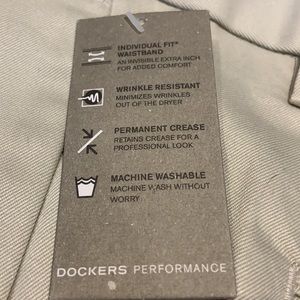 INDIVIDUAL FIT®
WAISTBAND
AN INVISIBLE EXTRA INCH
FOR ADDED COMFORT
WRINKLE RESISTANT
MINIMIZES WRINKLES
OUT OF THE DRYER
PERMANENT CREASE
RETAINS CREASE FOR A
PROFESSIONAL LOOK
MACHINE WASHABLE
MACHINE WASH WITHOUT
WORRY
DOCKERS PERFORMANCE